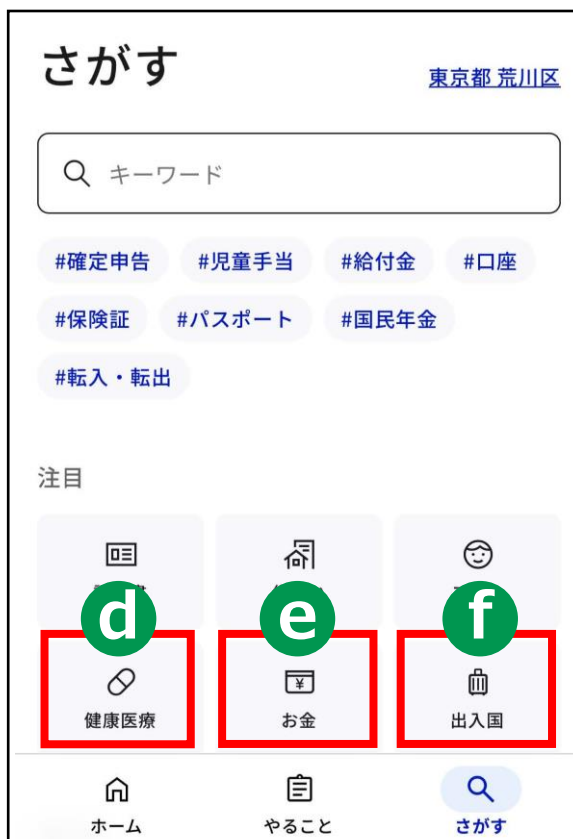 さがす
東京都 荒川区
キーワード
#確定申告 #児童手当 #給付金 #口座
#保険証 #パスポート #国民年金
#転入・転出
注目
d e f
健康医療 お金 出入国
ホーム やること さがす